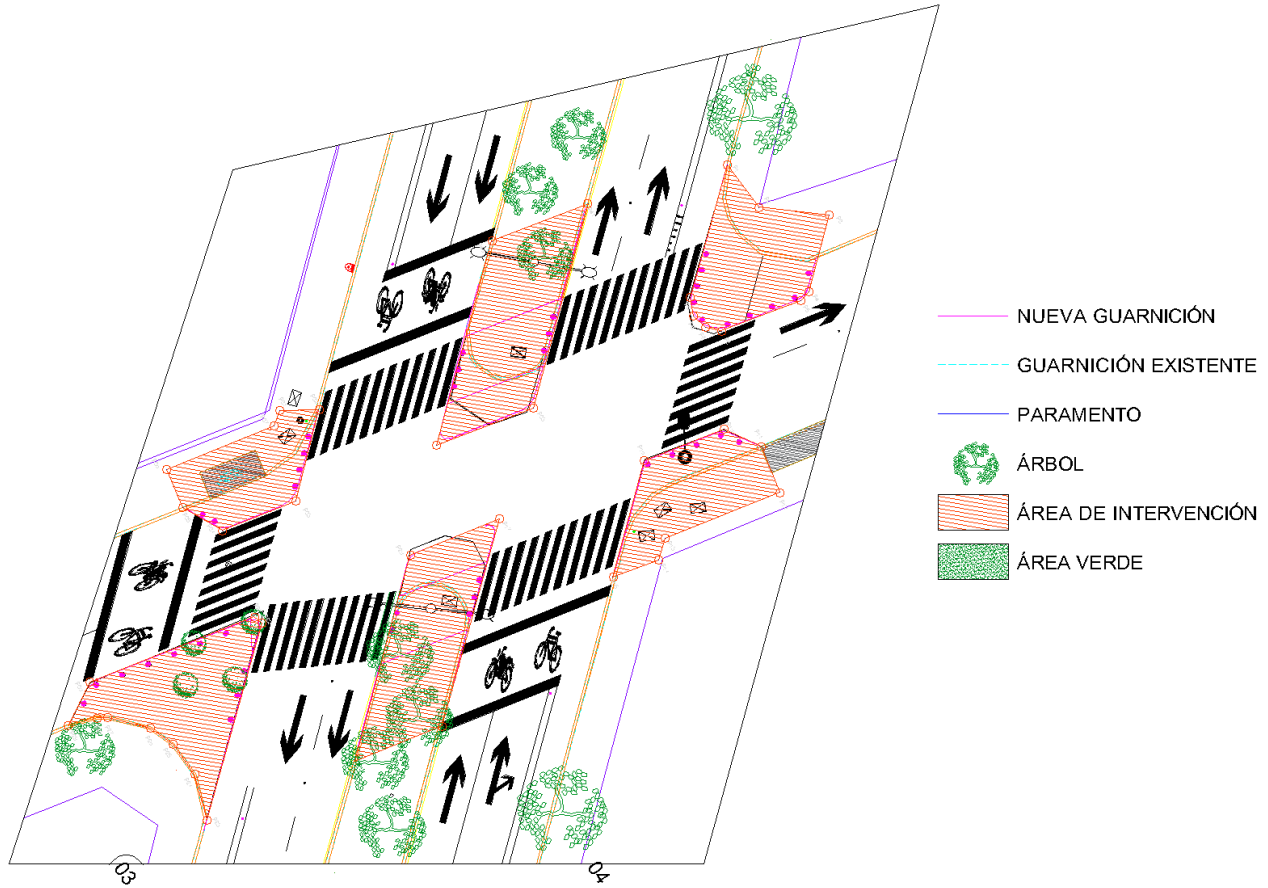 NUEVA GUARNICIÓN
GUARNICIÓN EXISTENTE
PARAMENTO
ÁRBOL
ÁREA DE INTERVENCIÓN
ÁREA VERDE
03
04